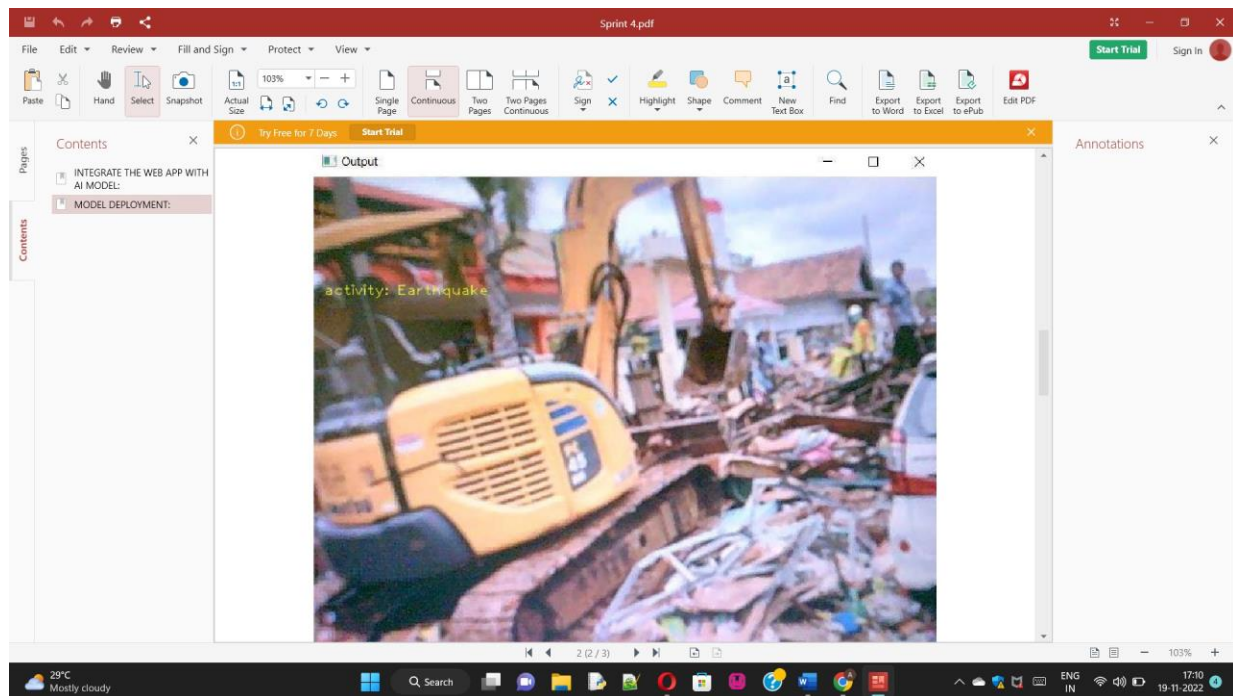 Sprint 4.pdf
File Edit Review Fill and Sign Protect View
Start Trial Sign In
Paste Hand Select Snapshot Actual Size 103% Single Page Continuous Two Pages Two Pages Continuous Sign Highlight Shape Comment New Text Box Find Export to Word Export to Excel Export to ePub Edit PDF
Try Free for 7 Days Start Trial
Pages
Contents
Contents
INTEGRATE THE WEB APP WITH
AI MODEL:
MODEL DEPLOYMENT:
Output
activity: Earthquake
Annotations
2 (2 / 3)
103%
29°C
Mostly cloudy
Search
ENG
IN
17:10
19-11-2022
4